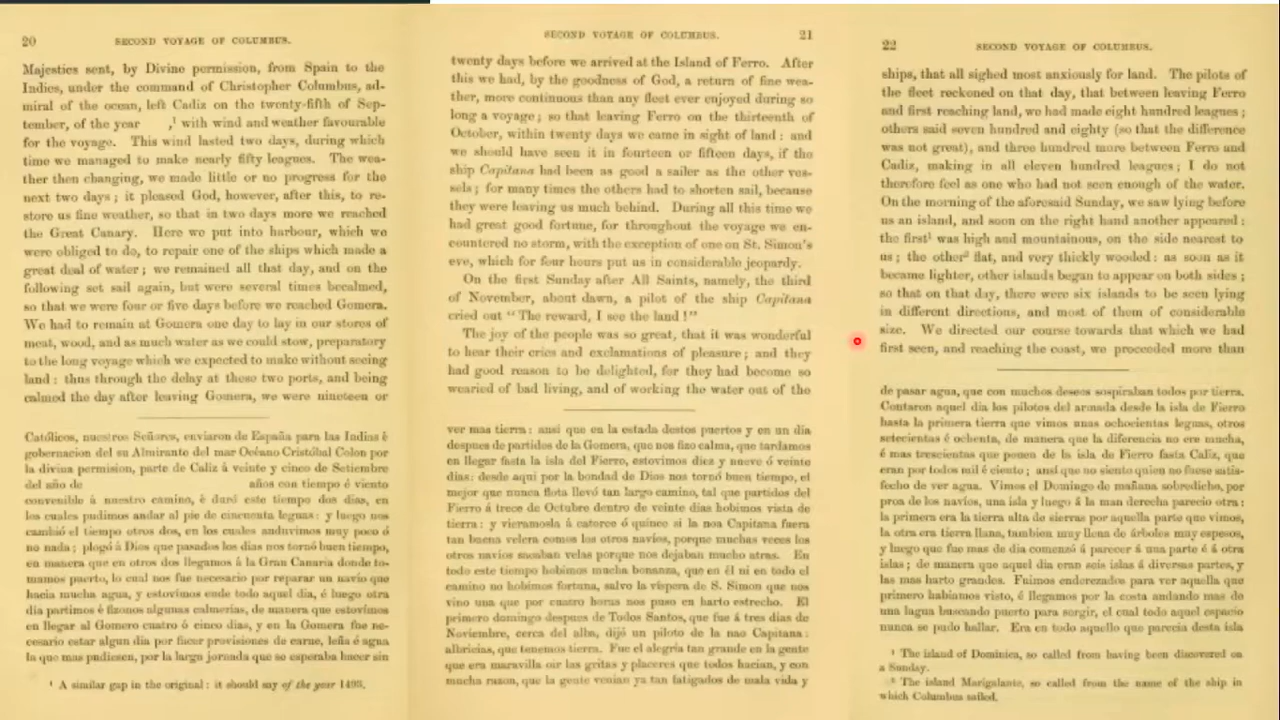 20
SECOND VOYAGE OF COLUMBUS.
Majesties sent, by Divine permission, from Spain to the
Indies, under the command of Christopher Columbus, ad-
miral of the ocean, left Cadiz on the twenty-fifth of Sep-
tember, of the year ,¹ with wind and weather favourable
for the voyage. This wind lasted two days, during which
time we managed to make nearly fifty leagues. The wea-
ther then changing, we made little or no progress for the
next two days; it pleased God, however, after this, to re-
store us fine weather, so that in two days more we reached
the Great Canary. Here we put into harbour, which we
were obliged to do, to repair one of the ships which made a
great deal of water; we remained all that day, and on the
following set sail again, but were several times becalmed,
so that we were four or five days before we reached Gomera.
We had to remain at Gomera one day to lay in our stores of
meat, wood, and as much water as we could stow, preparatory
to the long voyage which we expected to make without seeing
land: thus through the delay at these two ports, and being
calmed the day after leaving Gomera, we were nineteen or
Católicos, nuestros Señores, enviaron de España para las Indias é
gobernacion del su Almirante del mar Océano Cristóbal Colon por
la divina permision, parte de Caliz á veinte y cinco de Setiembre
del año de años con tiempo é viento
convenible á nuestro camino, é duró este tiempo dos dias, en
los cuales pudimos andar al pie de cincuenta leguas: y luego nos
cambió el tiempo otros dos, en los cuales anduvimos muy poco ó
no nada; plogó á Dios que pasados los dias nos tornó buen tiempo,
en manera que en otros dos llegamos á la Gran Canaria donde to-
mamos puerto, lo cual nos fue necesario por reparar un navio que
hacia mucha agua, y estovimos ende todo aquel dia, é luego otro
dia partimos é fizonos algunas calmerias, de manera que estovimos
en llegar al Gomero cuatro ó cinco dias, y en la Gomera fue ne-
cesario estar algun dia por facer provisiones de carne, leña é agua
la que mas pudiesen, por la larga jornada que se esperaba hacer sin
¹ A similar gap in the original: it should say of the year 1493.
SECOND VOYAGE OF COLUMBUS.
21
twenty days before we arrived at the Island of Ferro. After
this we had, by the goodness of God, a return of fine wea-
ther, more continuous than any fleet ever enjoyed during so
long a voyage; so that leaving Ferro on the thirteenth of
October, within twenty days we came in sight of land: and
we should have seen it in fourteen or fifteen days, if the
ship Capitana had been as good a sailer as the other ves-
sels; for many times the others had to shorten sail, because
they were leaving us much behind. During all this time we
had great good fortune, for throughout the voyage we en-
countered no storm, with the exception of one on St. Simon's
eve, which for four hours put us in considerable jeopardy.
On the first Sunday after All Saints, namely, the third
of November, about dawn, a pilot of the ship Capitana
cried out "The reward, I see the land!"
The joy of the people was so great, that it was wonderful
to hear their cries and exclamations of pleasure; and they
had good reason to be delighted, for they had become so
wearied of bad living, and of working the water out of the
ver mas tierra: ansi que en la estada destos puertos y en un dia
despues de partidos de la Gomera, que nos fizo calma, que tardamos
en llegar fasta la isla del Fierro, estovimos diez y nueve ó veinte
dias: desde aqui por la bondad de Dios nos tornó buen tiempo, el
mejor que nunca flota llevó tan largo camino, tal que partidos del
Fierro á trece de Octubre dentro de veinte dias hobimos vista de
tierra: y vieramosla á catorce ó quince si la nao Capitana fuera
tan buena velera como los otros navios, porque muchas veces los
otros navios sacaban velas porque nos dejaban mucho atras. En
todo este tiempo hobimos mucha bonanza, que en él ni en todo el
camino no hobimos fortuna, salvo la vispera de S. Simon que nos
vino una que por cuatro horas nos puso en harto estrecho. El
primero domingo despues de Todos Santos, que fue á tres dias de
Noviembre, cerca del alba, dijó un piloto de la nao Capitana:
albricias, que tenemos tierra. Fue el alegria tan grande en la gente
que era maravilla oir las gritas y placeres que todos hacian, y con
mucha razon, que la gente venian ya tan fatigados de mala vida y
22
SECOND VOYAGE OF COLUMBUS.
ships, that all sighed most anxiously for land. The pilots of
the fleet reckoned on that day, that between leaving Ferro
and first reaching land, we had made eight hundred leagues;
others said seven hundred and eighty (so that the difference
was not great), and three hundred more between Ferro and
Cadiz, making in all eleven hundred leagues; I do not
therefore feel as one who had not seen enough of the water.
On the morning of the aforesaid Sunday, we saw lying before
us an island, and soon on the right hand another appeared:
the first¹ was high and mountainous, on the side nearest to
us; the other² flat, and very thickly wooded: as soon as it
became lighter, other islands began to appear on both sides;
so that on that day, there were six islands to be seen lying
in different directions, and most of them of considerable
size. We directed our course towards that which we had
first seen, and reaching the coast, we proceeded more than
de pasar agua, que con muchos deseos sospiraban todos por tierra.
Contaron aquel dia los pilotos del armada desde la isla de Fierro
hasta la primera tierra que vimos unas ochocientas leguas, otros
setecientas é ochenta, de manera que la diferencia no era mucha,
é mas trescientas que ponen de la isla de Fierro fasta Caliz, que
eran por todos mil é ciento; ansi que no siento quien no fuese satis-
fecho de ver agua. Vimos el Domingo de mañana sobredicho, por
proa de los navios, una isla y luego á la man derecha parecio otra:
la primera era la tierra alta de sierras por aquella parte que vimos,
la otra era tierra llana, tambien muy llena de árboles muy espesos,
y luego que fue mas de dia comenzó á parecer á una parte é á otra
islas; de manera que aquel dia eran seis islas á diversas partes, y
las mas harto grandes. Fuimos enderezados para ver aquella que
primero habiamos visto, é llegamos por la costa andando mas de
una lagua buscando puerto para sorgir, el cual todo aquel espacio
nunca se pudo hallar. Era en todo aquello que parecia desta isla
¹ The island of Dominica, so called from having been discovered on
a Sunday.
² The island Marigalante, so called from the name of the ship in
which Columbus sailed.